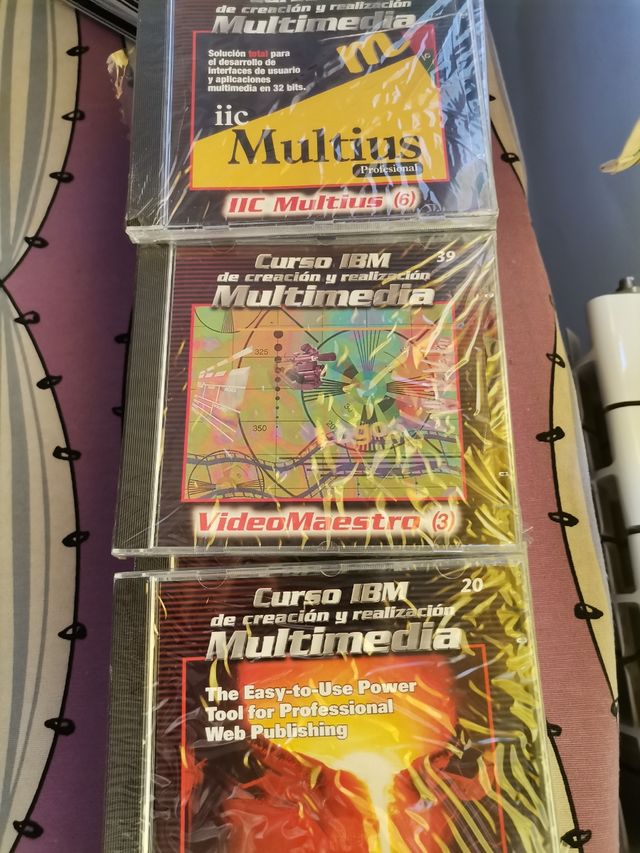 de creación y realización
Multimedia
Solución total para
el desarrollo de
interfaces de usuario
y aplicaciones
multimedia en 32 bits.
iic
Multius
Profesional
IIC Multius (6)
Curso IBM
39
de creación y realización
Multimedia
325
350
VideoMaestro (3)
Curso IBM
20
de creación y realización
Multimedia
The Easy-to-Use Power
Tool for Professional
Web Publishing